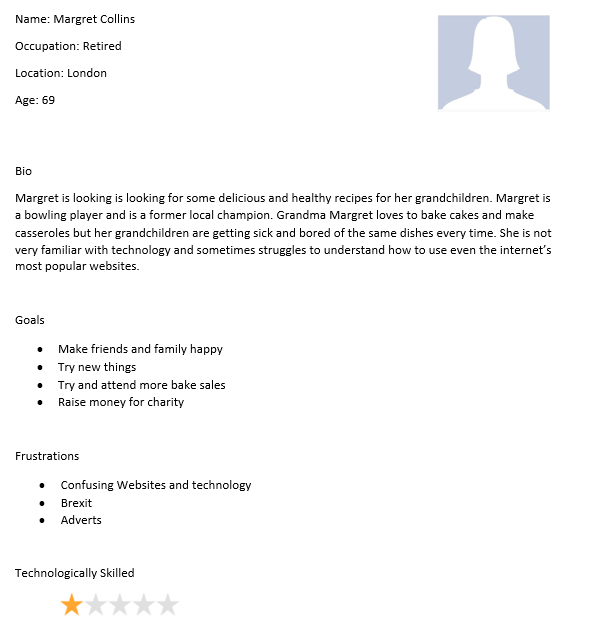 Name: Margret Collins
Occupation: Retired
Location: London
Age: 69
Bio
Margret is looking is looking for some delicious and healthy recipes for her grandchildren. Margret is
a bowling player and is a former local champion. Grandma Margret loves to bake cakes and make
casseroles but her grandchildren are getting sick and bored of the same dishes every time. She is not
very familiar with technology and sometimes struggles to understand how to use even the internet’s
most popular websites.
Goals
• Make friends and family happy
• Try new things
• Try and attend more bake sales
• Raise money for charity
Frustrations
• Confusing Websites and technology
• Brexit
• Adverts
Technologically Skilled